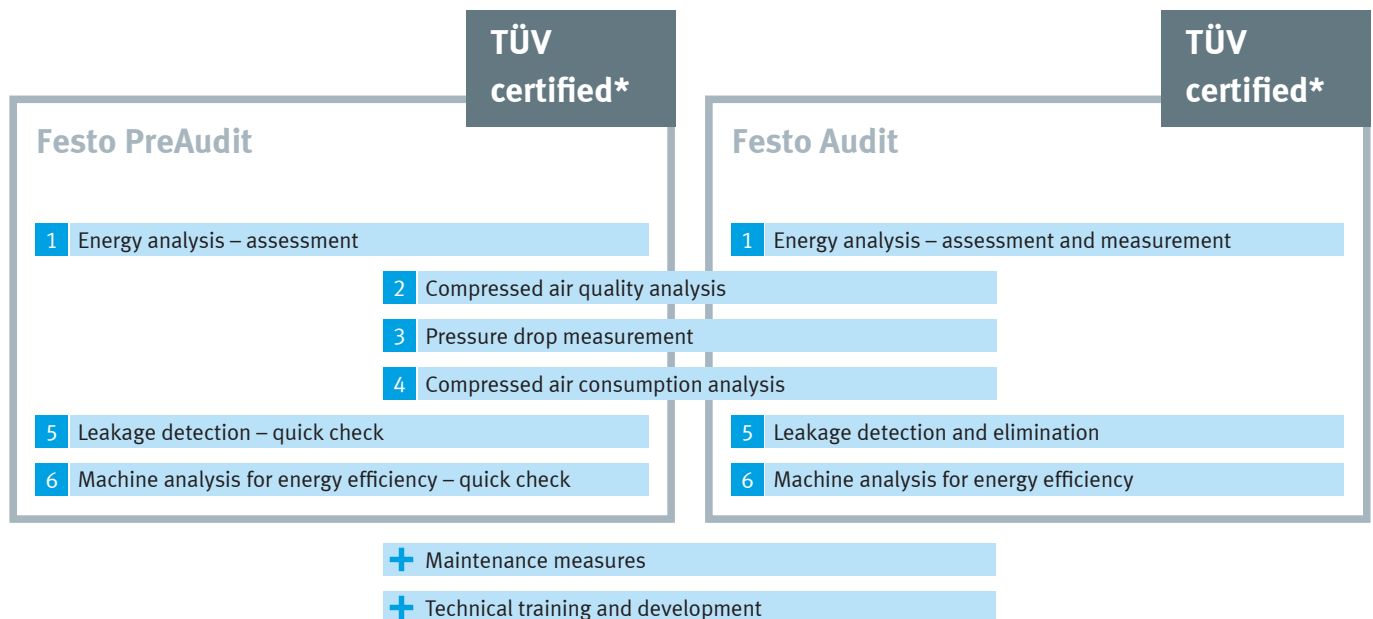 TÜV
certified*
Festo PreAudit
1 Energy analysis – assessment
TÜV
certified*
Festo Audit
1 Energy analysis – assessment and measurement
2 Compressed air quality analysis
3 Pressure drop measurement
4 Compressed air consumption analysis
5 Leakage detection – quick check
6 Machine analysis for energy efficiency – quick check
5 Leakage detection and elimination
6 Machine analysis for energy efficiency
+ Maintenance measures
+ Technical training and development